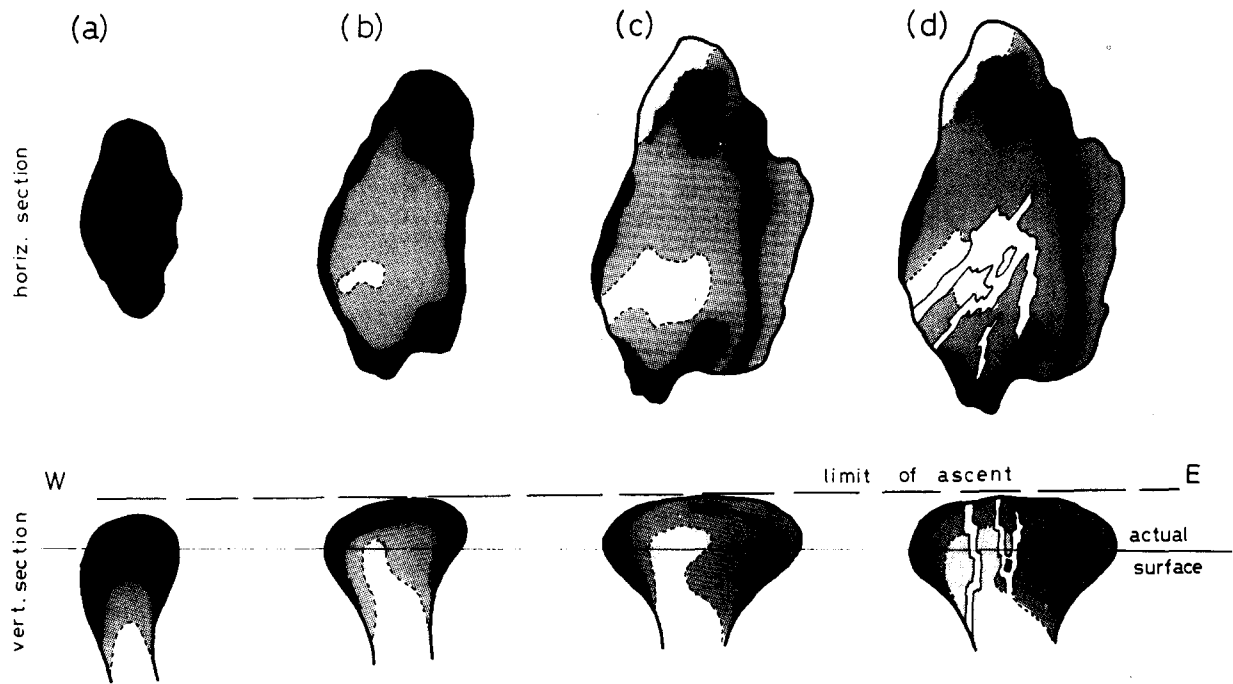 (a) (b) (c) (d)
horiz. section
W limit of ascent E
actual
surface
vert. section